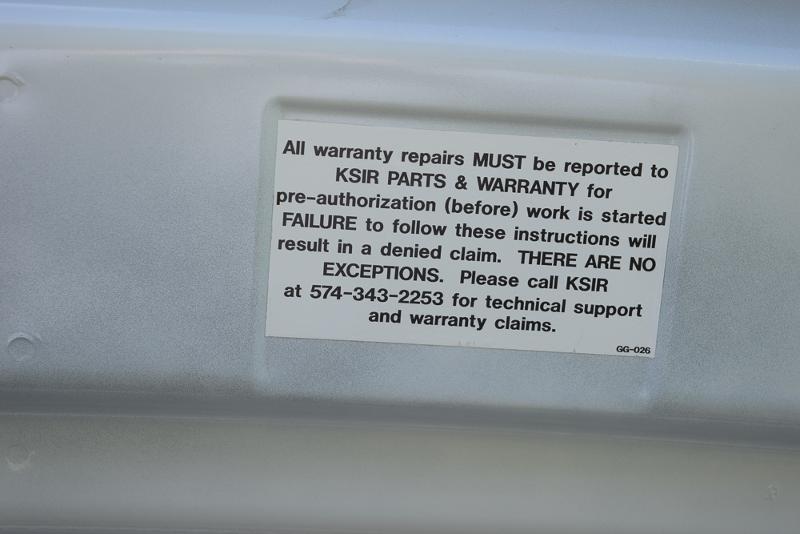 All warranty repairs MUST be reported to
KSIR PARTS & WARRANTY for
pre-authorization (before) work is started
FAILURE to follow these instructions will
result in a denied claim. THERE ARE NO
EXCEPTIONS. Please call KSIR
at 574-343-2253 for technical support
and warranty claims.
GG-026